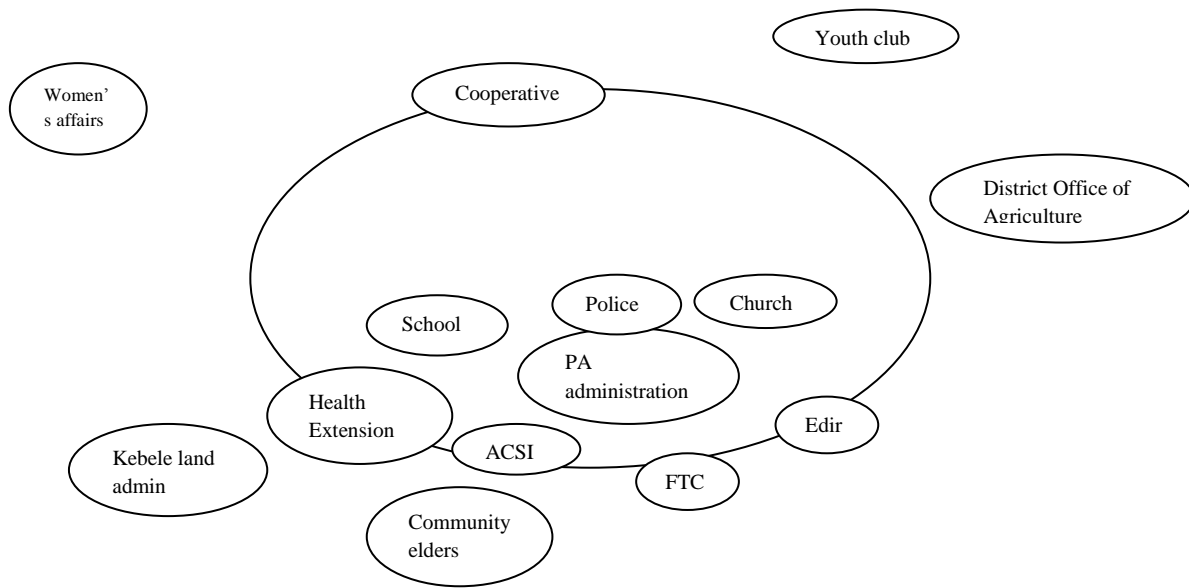 Youth club
Women’
s affairs
Cooperative
District Office of
Agriculture
Police
Church
School
PA
administration
Health
Extension
Edir
ACSI
Kebele land
admin
FTC
Community
elders